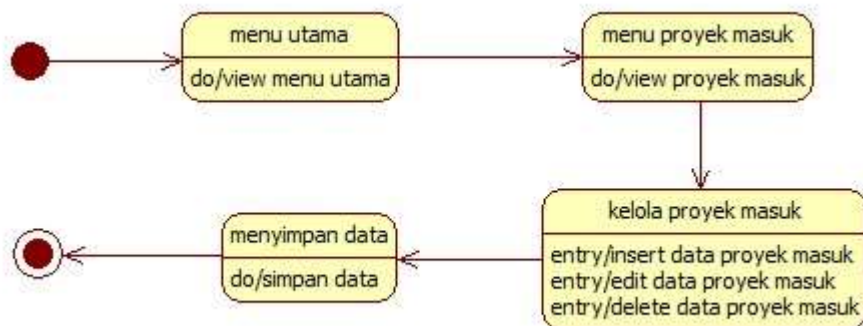 menu utama
do/view menu utama
menu proyek masuk
do/view proyek masuk
kelola proyek masuk
entry/insert data proyek masuk
entry/edit data proyek masuk
entry/delete data proyek masuk
menyimpan data
do/simpan data